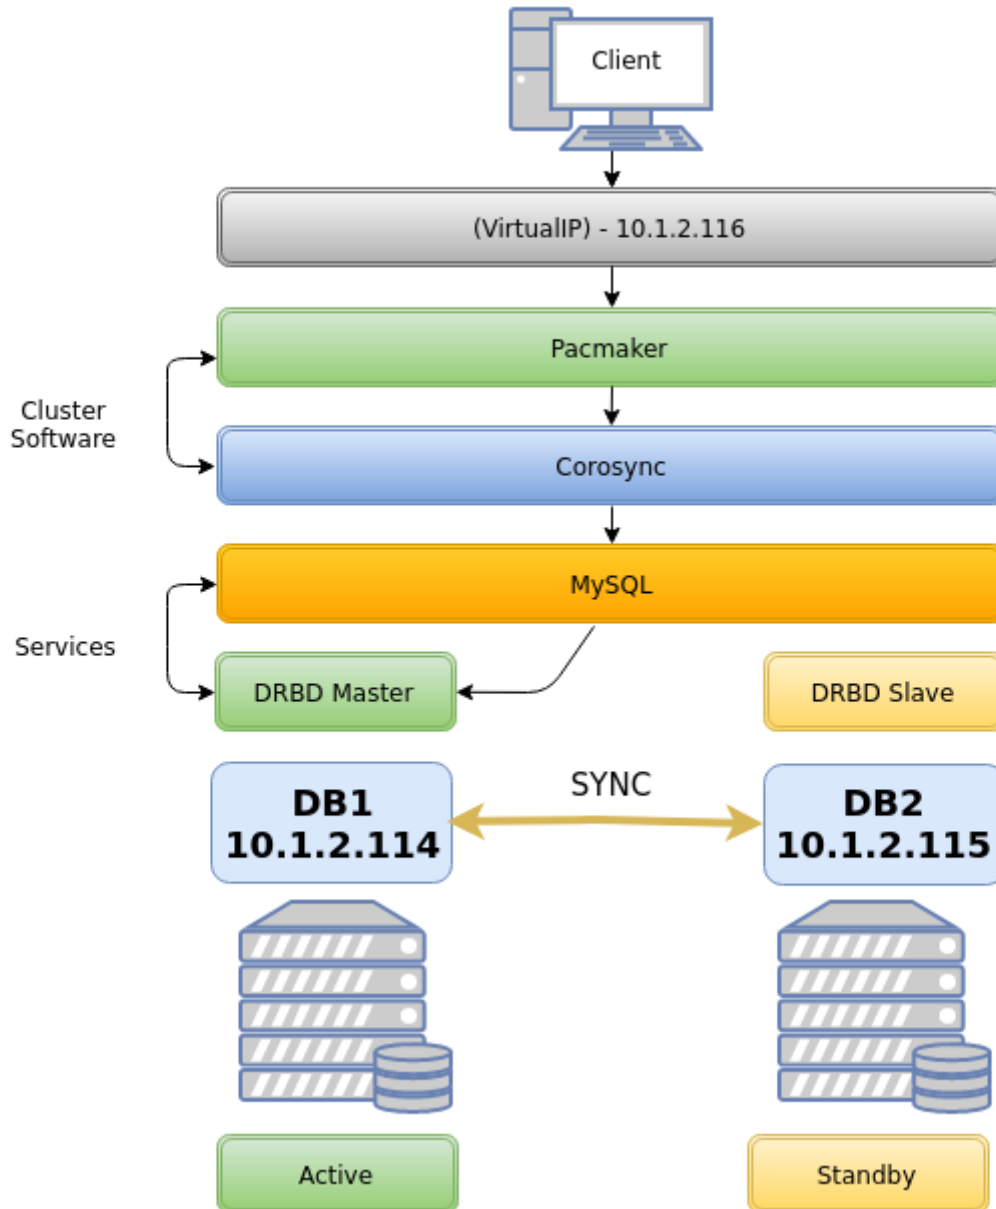 Client
(VirtualIP) - 10.1.2.116
Pacmaker
Cluster
Software
Corosync
MySQL
Services
DRBD Master
DRBD Slave
SYNC
DB1
10.1.2.114
DB2
10.1.2.115
Active
Standby